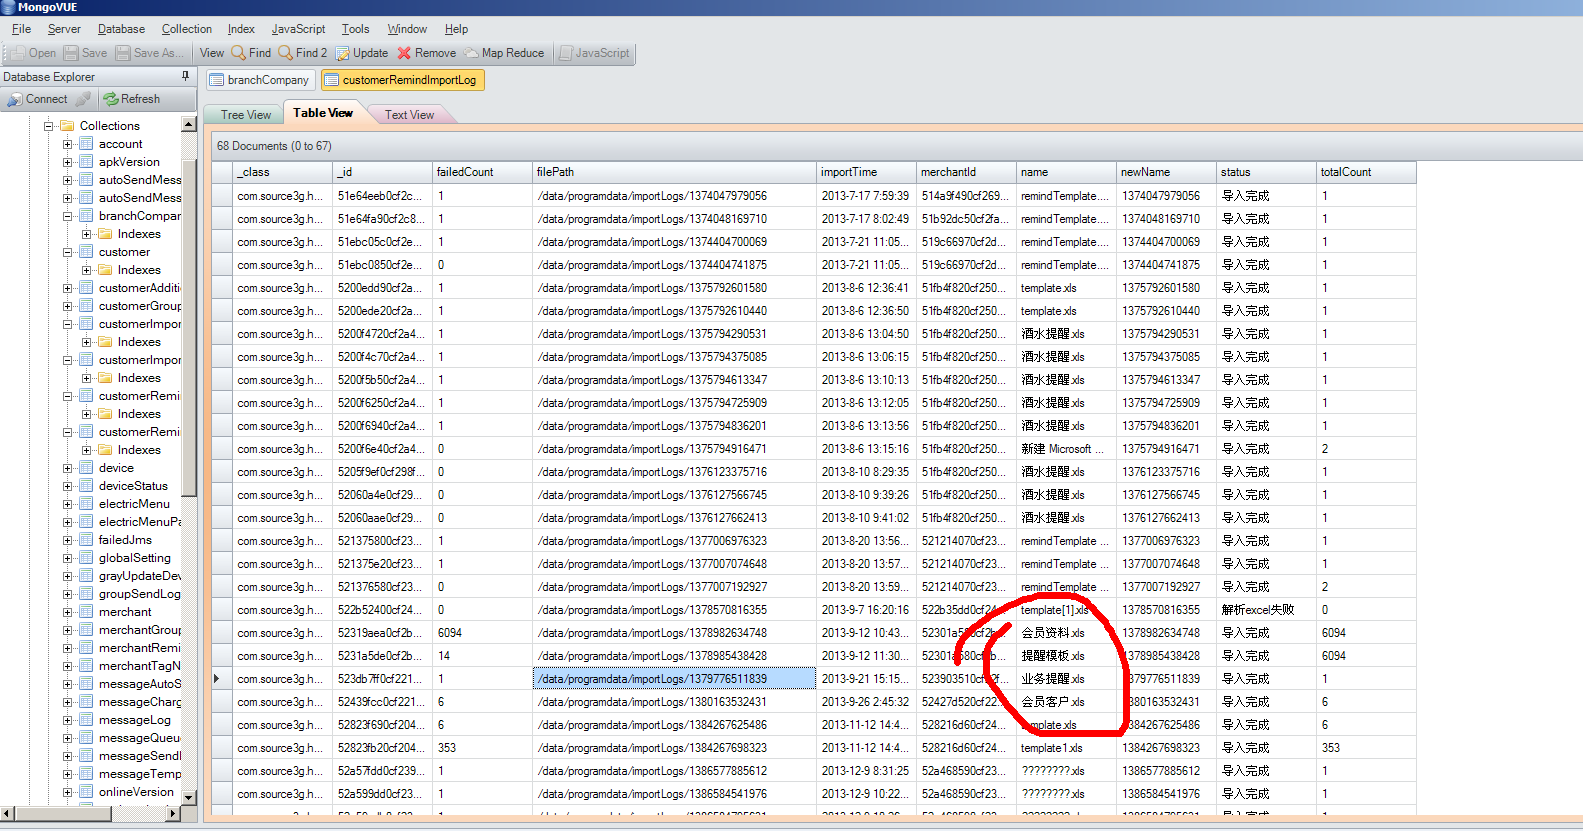 MongoVUE
File Server Database Collection Index JavaScript Tools Window Help
Open Save Save As... View Find Find 2 Update Remove Map Reduce JavaScript
Database Explorer
branchCompany customerRemindImportLog
Connect Refresh
Tree View Table View Text View
68 Documents (0 to 67)
Collections
account
apkVersion
autoSendMess
autoSendMess
branchCompar
Indexes
customer
Indexes
customerAdditi
customerGroup
customerImpor
Indexes
customerImpor
Indexes
customerRemi
Indexes
customerRemi
Indexes
device
deviceStatus
electricMenu
electricMenuPa
failedJms
globalSetting
grayUpdateDev
groupSendLog
merchant
merchantGroup
merchantRemi
merchantTagN
messageAutoS
messageCharg
messageLog
messageQueu
messageSendI
messageTemp
onlineVersion
_class _id failedCount filePath importTime merchantId name newName status totalCount
com.source3g.h... 51e64eeb0cf2c... 1 /data/programdata/importLogs/1374047979056 2013-7-17 7:59:39 514a9f490cf269... remindTemplate.... 1374047979056 导入完成 1
com.source3g.h... 51e64fa90cf2c8... 1 /data/programdata/importLogs/1374048169710 2013-7-17 8:02:49 51b92dc50cf2fa... remindTemplate.... 1374048169710 导入完成 1
com.source3g.h... 51ebc05c0cf2e... 1 /data/programdata/importLogs/1374404700069 2013-7-21 11:05... 519c66970cf2d... remindTemplate.... 1374404700069 导入完成 1
com.source3g.h... 51ebc0850cf2e... 0 /data/programdata/importLogs/1374404741875 2013-7-21 11:05... 519c66970cf2d... remindTemplate.... 1374404741875 导入完成 1
com.source3g.h... 5200edd90cf2a... 1 /data/programdata/importLogs/1375792601580 2013-8-6 12:36:41 51fb4f820cf250... template.xls 1375792601580 导入完成 1
com.source3g.h... 5200ede20cf2a... 1 /data/programdata/importLogs/1375792610440 2013-8-6 12:36:50 51fb4f820cf250... template.xls 1375792610440 导入完成 1
com.source3g.h... 5200f4720cf2a4... 1 /data/programdata/importLogs/1375794290531 2013-8-6 13:04:50 51fb4f820cf250... 酒水提醒.xls 1375794290531 导入完成 1
com.source3g.h... 5200f4c70cf2a4... 1 /data/programdata/importLogs/1375794375085 2013-8-6 13:06:15 51fb4f820cf250... 酒水提醒.xls 1375794375085 导入完成 1
com.source3g.h... 5200f5b50cf2a4... 1 /data/programdata/importLogs/1375794613347 2013-8-6 13:10:13 51fb4f820cf250... 酒水提醒.xls 1375794613347 导入完成 1
com.source3g.h... 5200f6250cf2a4... 1 /data/programdata/importLogs/1375794725909 2013-8-6 13:12:05 51fb4f820cf250... 酒水提醒.xls 1375794725909 导入完成 1
com.source3g.h... 5200f6940cf2a4... 1 /data/programdata/importLogs/1375794836201 2013-8-6 13:13:56 51fb4f820cf250... 酒水提醒.xls 1375794836201 导入完成 1
com.source3g.h... 5200f6e40cf2a4... 0 /data/programdata/importLogs/1375794916471 2013-8-6 13:15:16 51fb4f820cf250... 新建 Microsoft ... 1375794916471 导入完成 2
com.source3g.h... 5205f9ef0cf298f... 0 /data/programdata/importLogs/1376123375716 2013-8-10 8:29:35 51fb4f820cf250... 酒水提醒.xls 1376123375716 导入完成 1
com.source3g.h... 52060a4e0cf29... 0 /data/programdata/importLogs/1376127566745 2013-8-10 9:39:26 51fb4f820cf250... 酒水提醒.xls 1376127566745 导入完成 1
com.source3g.h... 52060aae0cf29... 0 /data/programdata/importLogs/1376127662413 2013-8-10 9:41:02 51fb4f820cf250... 酒水提醒.xls 1376127662413 导入完成 1
com.source3g.h... 521375800cf23... 1 /data/programdata/importLogs/1377006976323 2013-8-20 13:56... 521214070cf23... remindTemplate ... 1377006976323 导入完成 1
com.source3g.h... 521375e20cf23... 1 /data/programdata/importLogs/1377007074648 2013-8-20 13:57... 521214070cf23... remindTemplate ... 1377007074648 导入完成 1
com.source3g.h... 521376580cf23... 0 /data/programdata/importLogs/1377007192927 2013-8-20 13:59... 521214070cf23... remindTemplate ... 1377007192927 导入完成 2
com.source3g.h... 522b52400cf24... 0 /data/programdata/importLogs/1378570816355 2013-9-7 16:20:16 522b35dd0cf24... template[1].xls 1378570816355 解析excel失败 0
com.source3g.h... 52319aea0cf2b... 6094 /data/programdata/importLogs/1378982634748 2013-9-12 10:43... 会员资料.xls 1378982634748 导入完成 6094
com.source3g.h... 5231a5de0cf2b... 14 /data/programdata/importLogs/1378985438428 2013-9-12 11:30... 提醒模板.xls 1378985438428 导入完成 6094
com.source3g.h... 523db7ff0cf221... 1 /data/programdata/importLogs/1379776511839 2013-9-21 15:15... 业务提醒.xls 1379776511839 导入完成 1
com.source3g.h... 52439fcc0cf221... 6 /data/programdata/importLogs/1380163532431 2013-9-26 2:45:32 52427d520cf22... 会员客户.xls 1380163532431 导入完成 6
com.source3g.h... 52823f690cf204... 6 /data/programdata/importLogs/1384267625486 2013-11-12 14:4... 528216d60cf24... template.xls 1384267625486 导入完成 6
com.source3g.h... 52823fb20cf204... 353 /data/programdata/importLogs/1384267698323 2013-11-12 14:4... 528216d60cf24... template1.xls 1384267698323 导入完成 353
com.source3g.h... 52a57fdd0cf239... 1 /data/programdata/importLogs/1386577885612 2013-12-9 8:31:25 52a468590cf23... ????????.xls 1386577885612 导入完成 1
com.source3g.h... 52a599dd0cf23... 0 /data/programdata/importLogs/1386584541976 2013-12-9 10:22... 52a468590cf23... ????????.xls 1386584541976 导入完成 1